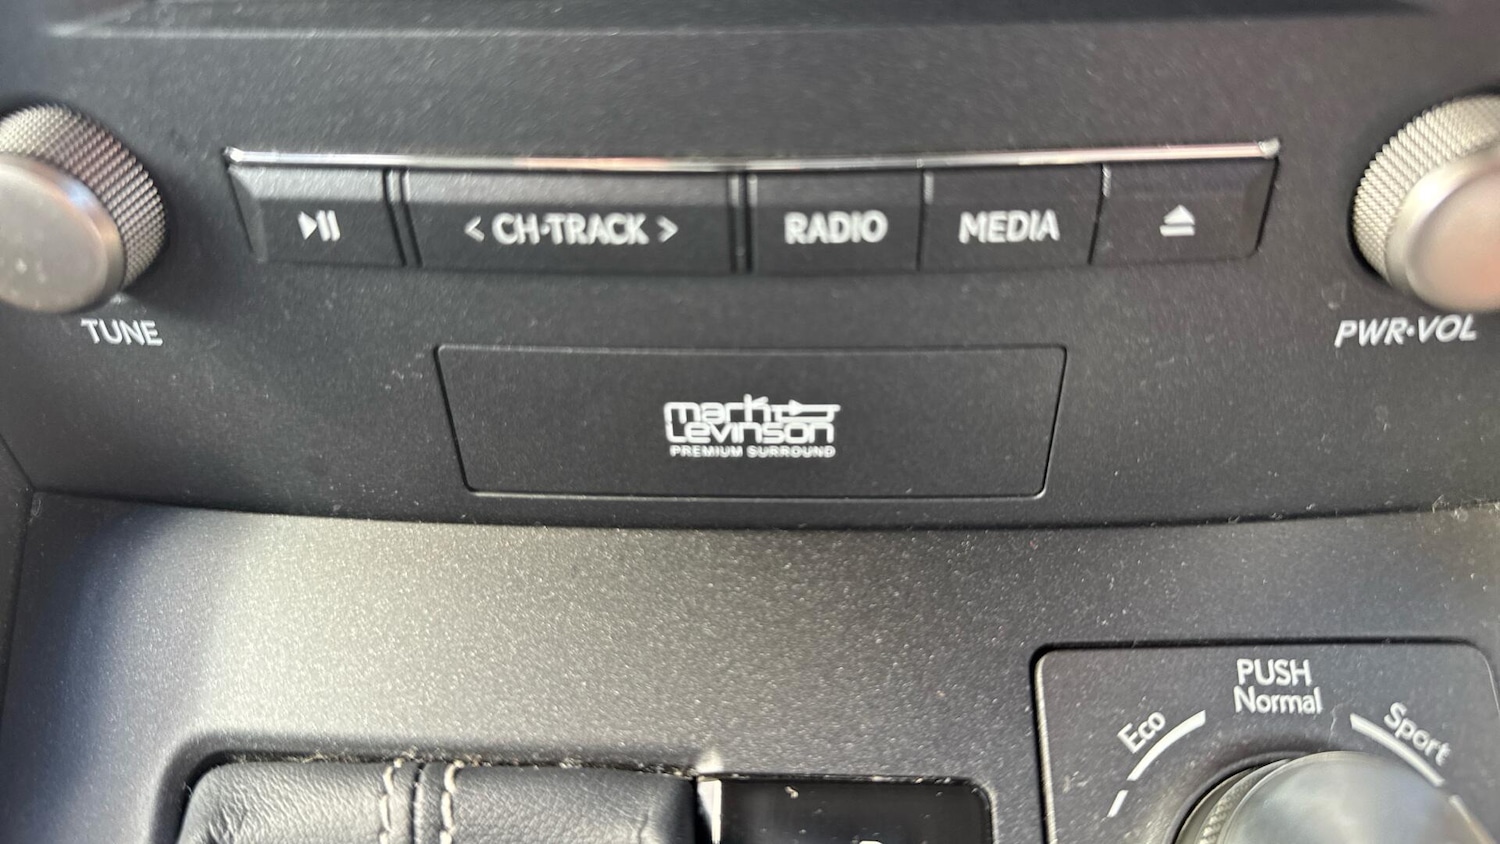 < CH·TRACK > RADIO MEDIA
TUNE
PWR·VOL
mark
Levinson
PREMIUM SURROUND
PUSH
Normal
Eco
Sport